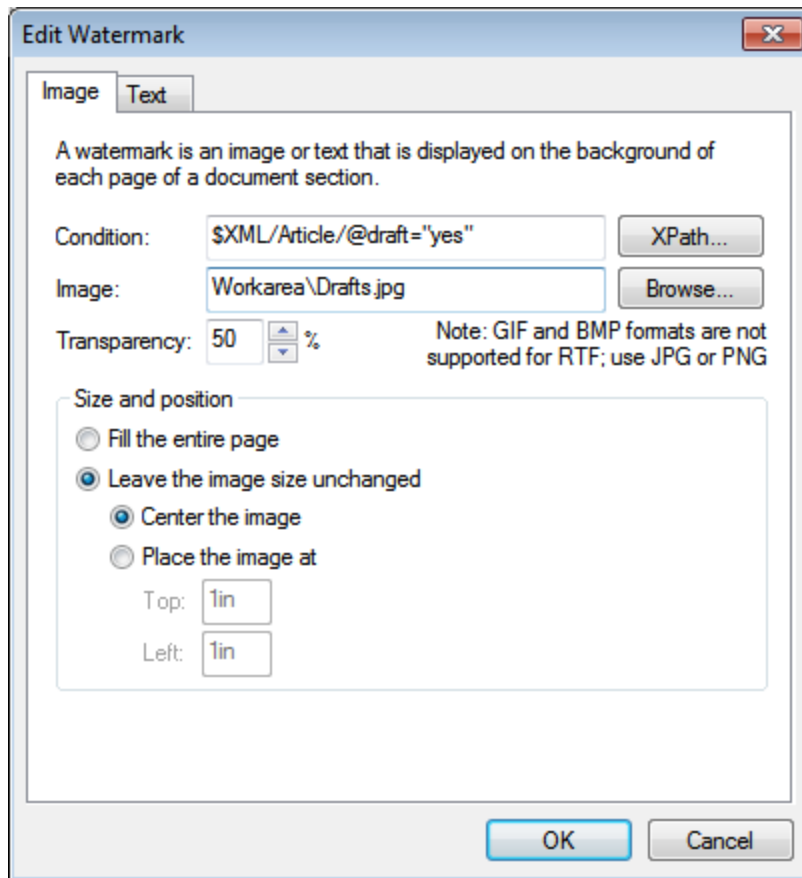 Edit Watermark
Image Text
A watermark is an image or text that is displayed on the background of
each page of a document section.
Condition: $XML/Article/@draft="yes" XPath...
Image: Workarea\Drafts.jpg Browse...
Transparency: 50 % Note: GIF and BMP formats are not
supported for RTF; use JPG or PNG
Size and position
Fill the entire page
Leave the image size unchanged
Center the image
Place the image at
Top: 1in
Left: 1in
OK Cancel